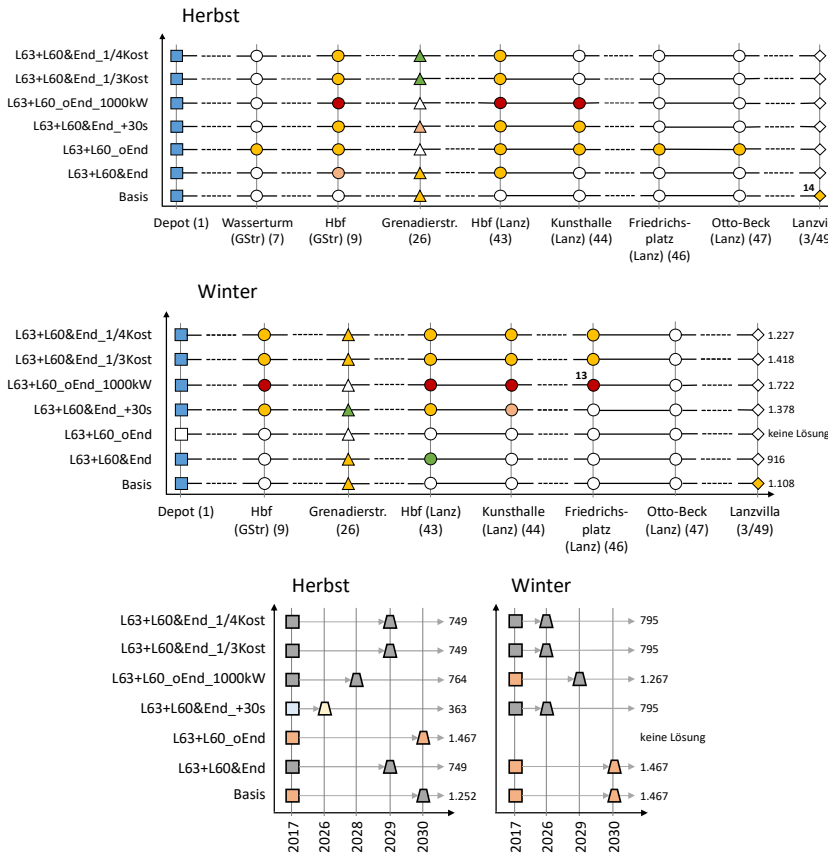 Herbst
L63+L60&End_1/4Kost
L63+L60&End_1/3Kost
L63+L60_oEnd_1000kW
L63+L60&End_+30s
L63+L60_oEnd
L63+L60&End
Basis
14
Depot (1)
Wasserturm
(GStr) (7)
Hbf
(GStr) (9)
Grenadierstr.
(26)
Hbf (Lanz)
(43)
Kunsthalle
(Lanz) (44)
Friedrichs-
platz
(Lanz) (46)
Otto-Beck
(Lanz) (47)
Lanzvi
(3/49
Winter
L63+L60&End_1/4Kost
1.227
L63+L60&End_1/3Kost
1.418
L63+L60_oEnd_1000kW
13
1.722
L63+L60&End_+30s
1.378
L63+L60_oEnd
keine Lösung
L63+L60&End
916
Basis
1.108
Depot (1)
Hbf
(GStr) (9)
Grenadierstr.
(26)
Hbf (Lanz)
(43)
Kunsthalle
(Lanz) (44)
Friedrichs-
platz
(Lanz) (46)
Otto-Beck
(Lanz) (47)
Lanzvilla
(3/49)
Herbst
Winter
L63+L60&End_1/4Kost
749
795
L63+L60&End_1/3Kost
749
795
L63+L60_oEnd_1000kW
764
1.267
L63+L60&End_+30s
363
795
L63+L60_oEnd
1.467
keine Lösung
L63+L60&End
749
1.467
Basis
1.252
1.467
2017
2026
2028
2029
2030
2017
2026
2029
2030